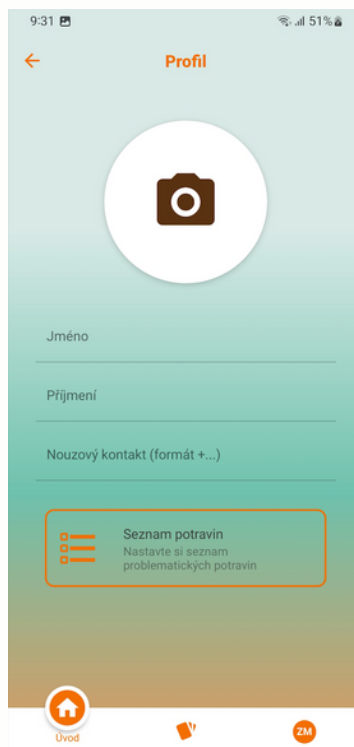 9:31 51%
Profil
Jméno
Příjmení
Nouzový kontakt (formát +...)
Seznam potravin
Nastavte si seznam
problematických potravin
Úvod
ZM